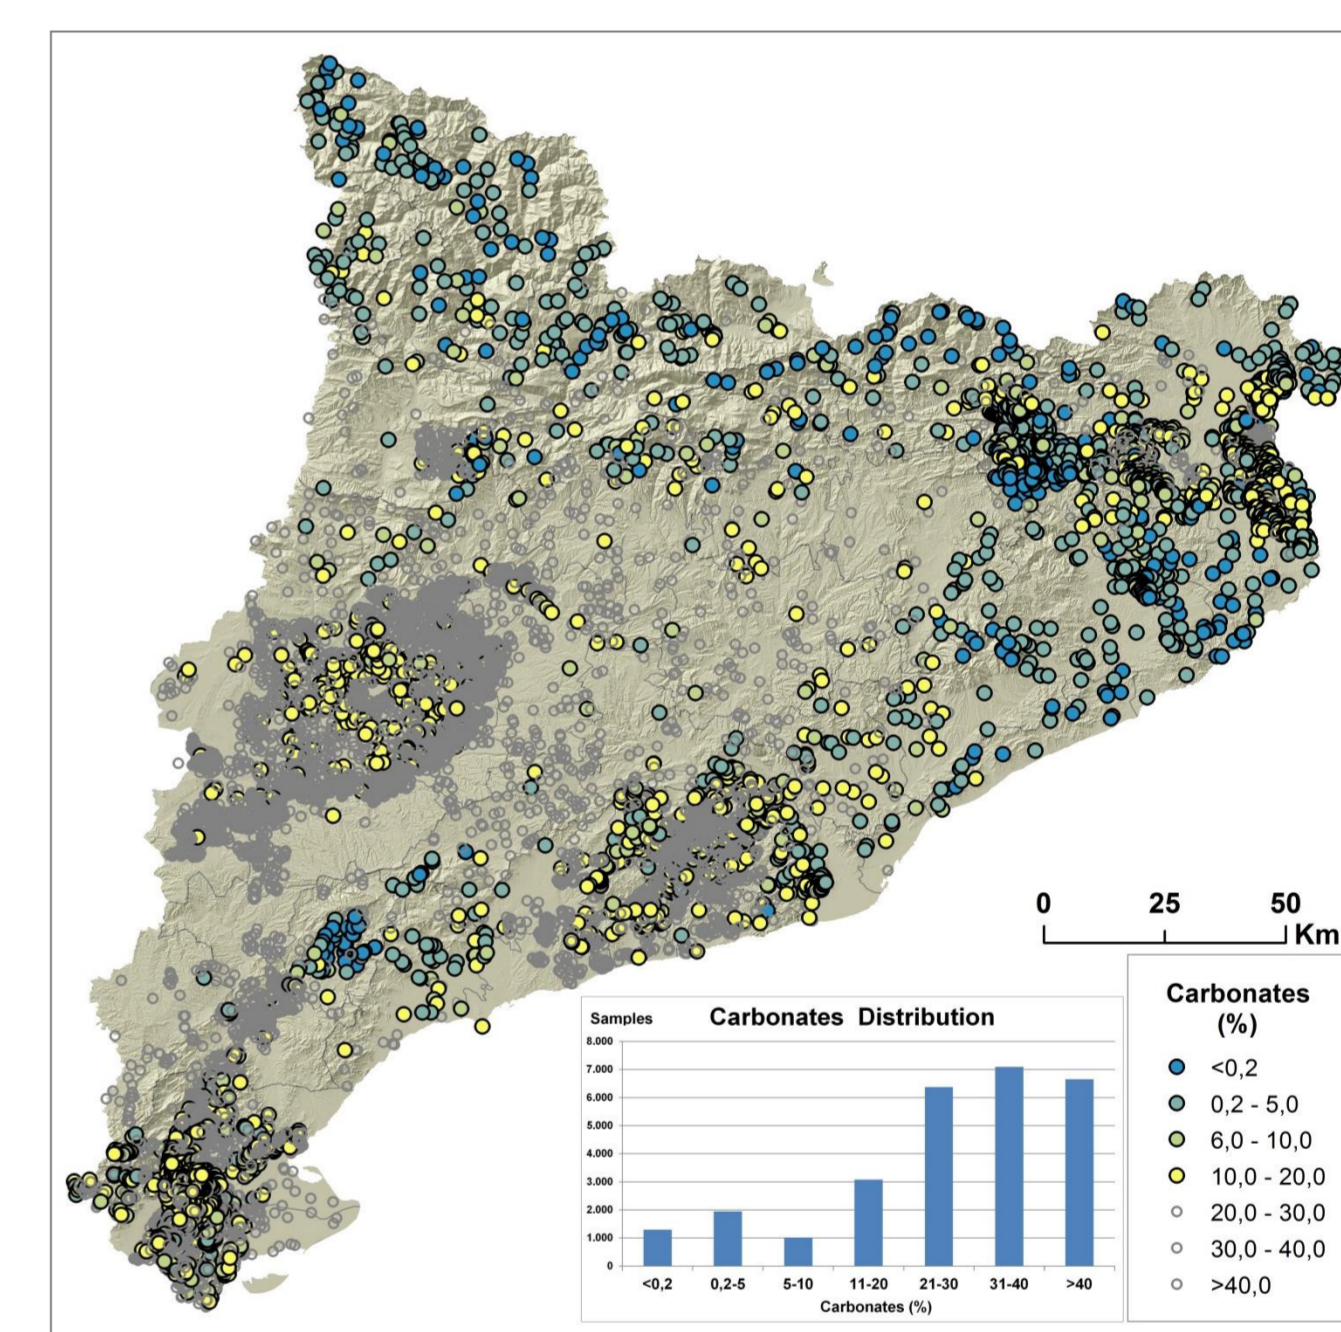 0 25 50
Km
Carbonates
(%)
<0,2
0,2 - 5,0
6,0 - 10,0
10,0 - 20,0
20,0 - 30,0
30,0 - 40,0
>40,0
Samples Carbonates Distribution
8.000
7.000
6.000
5.000
4.000
3.000
2.000
1.000
0
<0,2 0,2-5 5-10 11-20 21-30 31-40 >40
Carbonates (%)